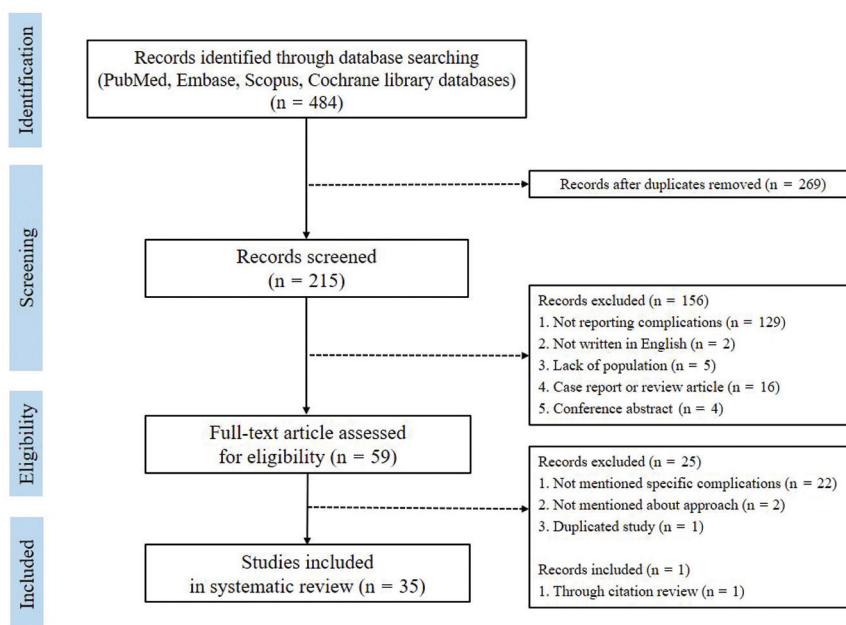 Identification
Records identified through database searching
(PubMed, Embase, Scopus, Cochrane library databases)
(n = 484)
Screening
Records after duplicates removed (n = 269)
Records screened
(n = 215)
Records excluded (n = 156)
1. Not reporting complications (n = 129)
2. Not written in English (n = 2)
3. Lack of population (n = 5)
4. Case report or review article (n = 16)
5. Conference abstract (n = 4)
Eligibility
Full-text article assessed
for eligibility (n = 59)
Records excluded (n = 25)
1. Not mentioned specific complications (n = 22)
2. Not mentioned about approach (n = 2)
3. Duplicated study (n = 1)
Records included (n = 1)
1. Through citation review (n = 1)
Included
Studies included
in systematic review (n = 35)